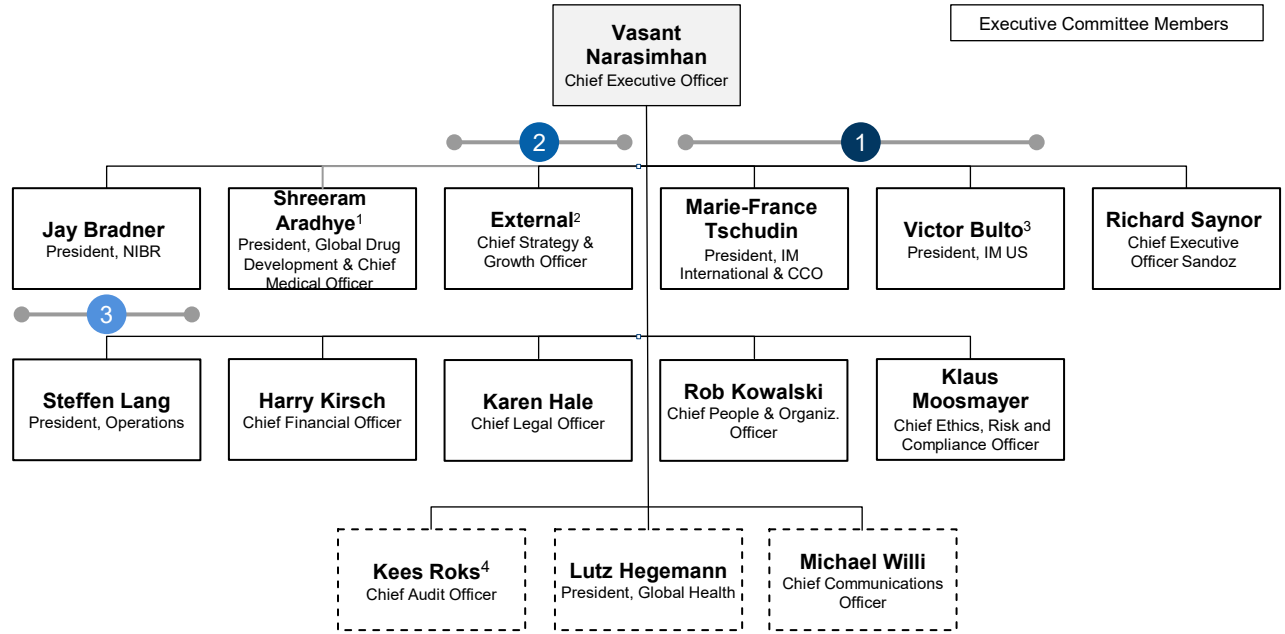 Vasant
Narasimhan
Chief Executive Officer
Executive Committee Members
2
1
Jay Bradner
President, NIBR
Shreeram
Aradhye1
President, Global Drug
Development & Chief
Medical Officer
External2
Chief Strategy &
Growth Officer
Marie-France
Tschudin
President, IM
International & CCO
Victor Bulto3
President, IM US
Richard Saynor
Chief Executive
Officer Sandoz
3
Steffen Lang
President, Operations
Harry Kirsch
Chief Financial Officer
Karen Hale
Chief Legal Officer
Rob Kowalski
Chief People & Organiz.
Officer
Klaus
Moosmayer
Chief Ethics, Risk and
Compliance Officer
Kees Roks4
Chief Audit Officer
Lutz Hegemann
President, Global Health
Michael Willi
Chief Communications
Officer